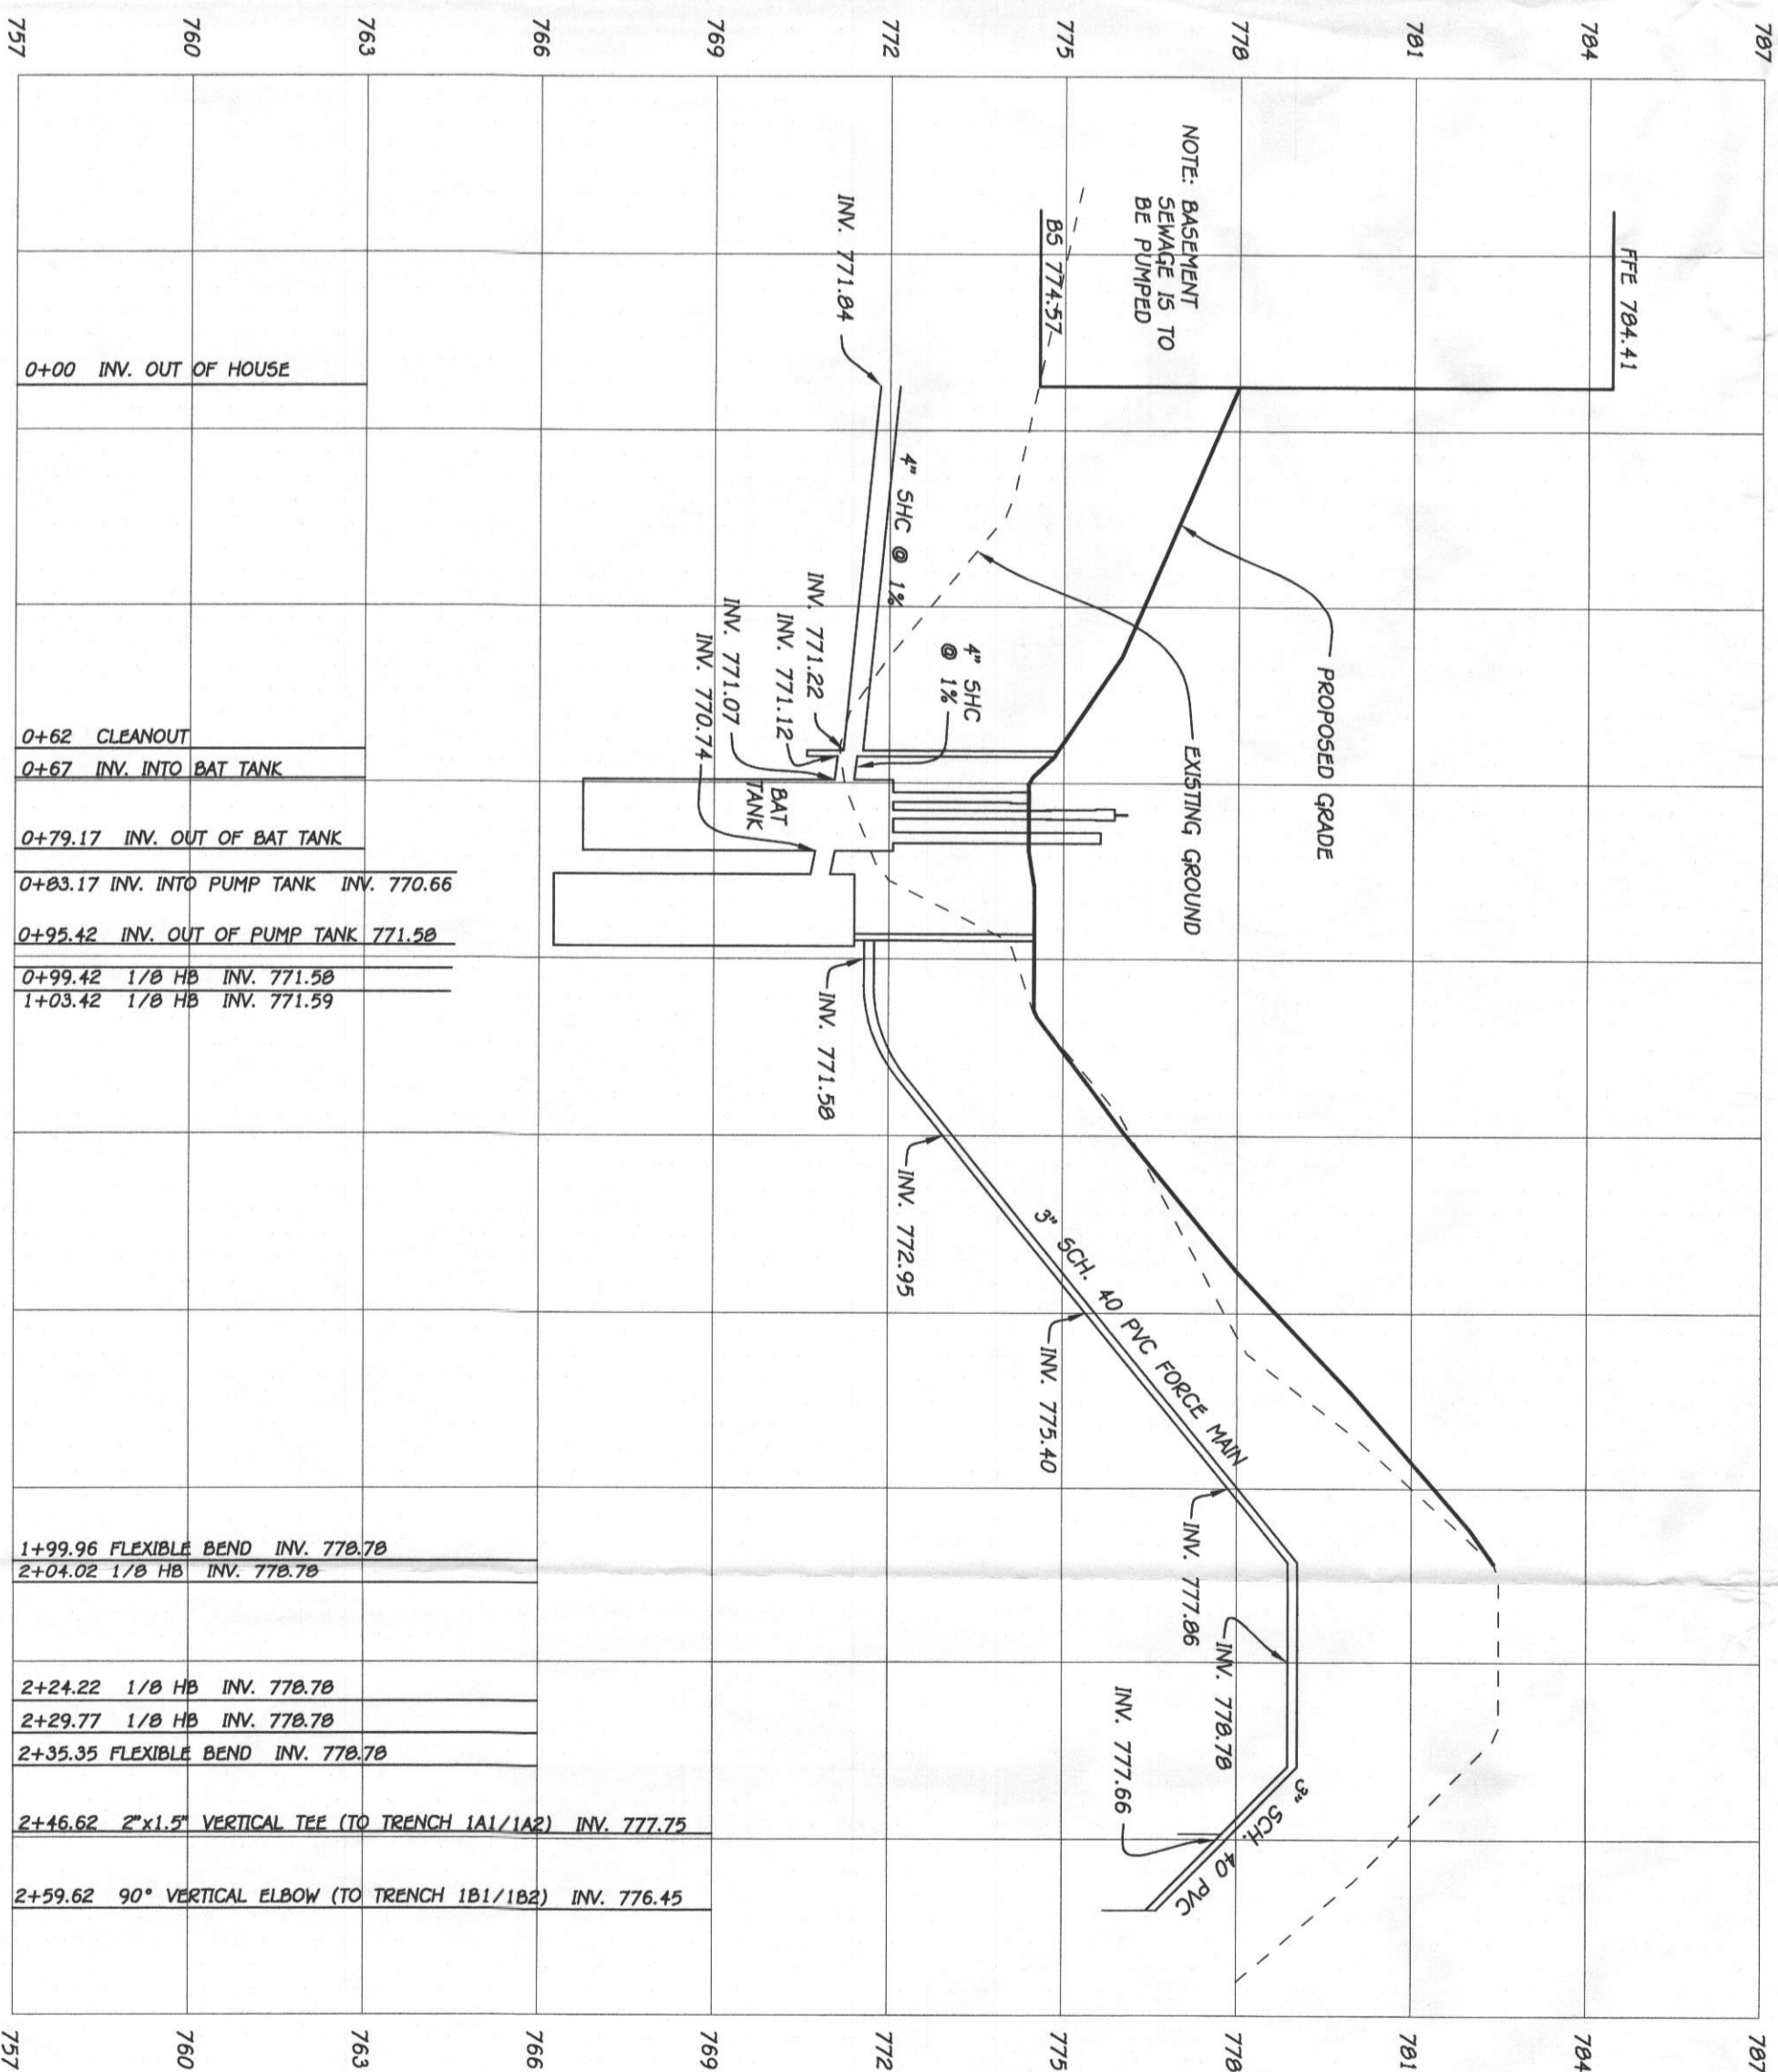 757
760
763
766
769
772
775
778
781
784
787
NOTE: BASEMENT
SEWAGE IS TO
BE PUMPED
FFE 784.41
BS 774.57
INV. 771.84
4" SHC @ 1%
PROPOSED GRADE
EXISTING GROUND
4" SHC
@ 1%
INV. 771.22
INV. 771.12
INV. 771.07
INV. 770.74
BAT
TANK
INV. 771.58
INV. 772.95
3" SCH. 40 PVC FORCE MAIN
INV. 775.40
INV. 777.86
INV. 778.78
INV. 777.66
3" SCH. 40 PVC
0+00 INV. OUT OF HOUSE
0+62 CLEANOUT
0+67 INV. INTO BAT TANK
0+79.17 INV. OUT OF BAT TANK
0+83.17 INV. INTO PUMP TANK INV. 770.66
0+95.42 INV. OUT OF PUMP TANK 771.58
0+99.42 1/8 HB INV. 771.58
1+03.42 1/8 HB INV. 771.59
1+99.96 FLEXIBLE BEND INV. 778.78
2+04.02 1/8 HB INV. 778.78
2+24.22 1/8 HB INV. 778.78
2+29.77 1/8 HB INV. 778.78
2+35.35 FLEXIBLE BEND INV. 778.78
2+46.62 2"x1.5" VERTICAL TEE (TO TRENCH 1A1/1A2) INV. 777.75
2+59.62 90° VERTICAL ELBOW (TO TRENCH 1B1/1B2) INV. 776.45
757
760
763
766
769
772
775
778
781
784
787